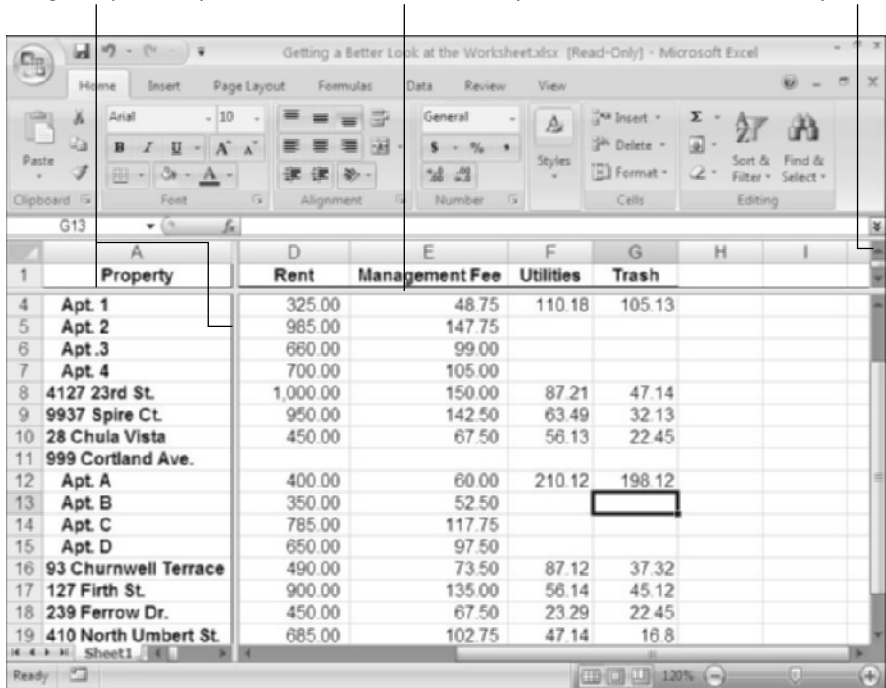 Getting a Better Look at the Worksheet.xlsx [Read-Only] - Microsoft Excel
Home Insert Page Layout Formulas Data Review View
Arial 10 General Insert Σ
Paste B I U A A $ % , Styles Delete Sort & Filter Find & Select
A Format
Clipboard Font Alignment Number Cells Editing
G13 fx
A D E F G H I
1 Property Rent Management Fee Utilities Trash
4 Apt. 1 325.00 48.75 110.18 105.13
5 Apt. 2 985.00 147.75
6 Apt.3 660.00 99.00
7 Apt. 4 700.00 105.00
8 4127 23rd St. 1,000.00 150.00 87.21 47.14
9 9937 Spire Ct. 950.00 142.50 63.49 32.13
10 28 Chula Vista 450.00 67.50 56.13 22.45
11 999 Cortland Ave.
12 Apt. A 400.00 60.00 210.12 198.12
13 Apt. B 350.00 52.50
14 Apt. C 785.00 117.75
15 Apt. D 650.00 97.50
16 93 Churnwell Terrace 490.00 73.50 87.12 37.32
17 127 Firth St. 900.00 135.00 56.14 45.12
18 239 Ferrow Dr. 450.00 67.50 23.29 22.45
19 410 North Umbert St. 685.00 102.75 47.14 16.8
Sheet1
Ready 120%